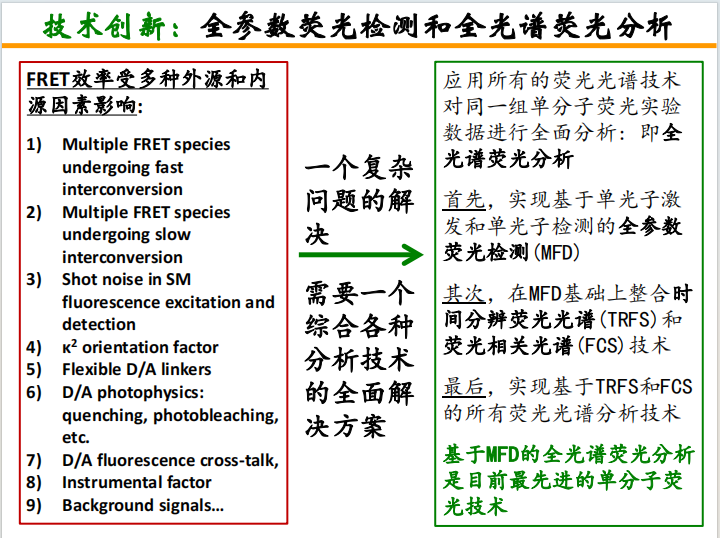 技术创新：全参数荧光检测和全光谱荧光分析
FRET效率受多种外源和内
源因素影响:
1) Multiple FRET species
undergoing fast
interconversion
2) Multiple FRET species
undergoing slow
interconversion
3) Shot noise in SM
fluorescence excitation and
detection
4) κ² orientation factor
5) Flexible D/A linkers
6) D/A photophysics:
quenching, photobleaching,
etc.
7) D/A fluorescence cross-talk,
8) Instrumental factor
9) Background signals…
一个复杂
问题的解
决
需要一个
综合各种
分析技术
的全面解
决方案
应用所有的荧光光谱技术
对同一组单分子荧光实验
数据进行全面分析：即全
光谱荧光分析
首先，实现基于单光子激
发和单光子检测的全参数
荧光检测(MFD)
其次，在MFD基础上整合时
间分辨荧光光谱(TRFS)和
荧光相关光谱(FCS)技术
最后，实现基于TRFS和FCS
的所有荧光光谱分析技术
基于MFD的全光谱荧光分析
是目前最先进的单分子荧
光技术